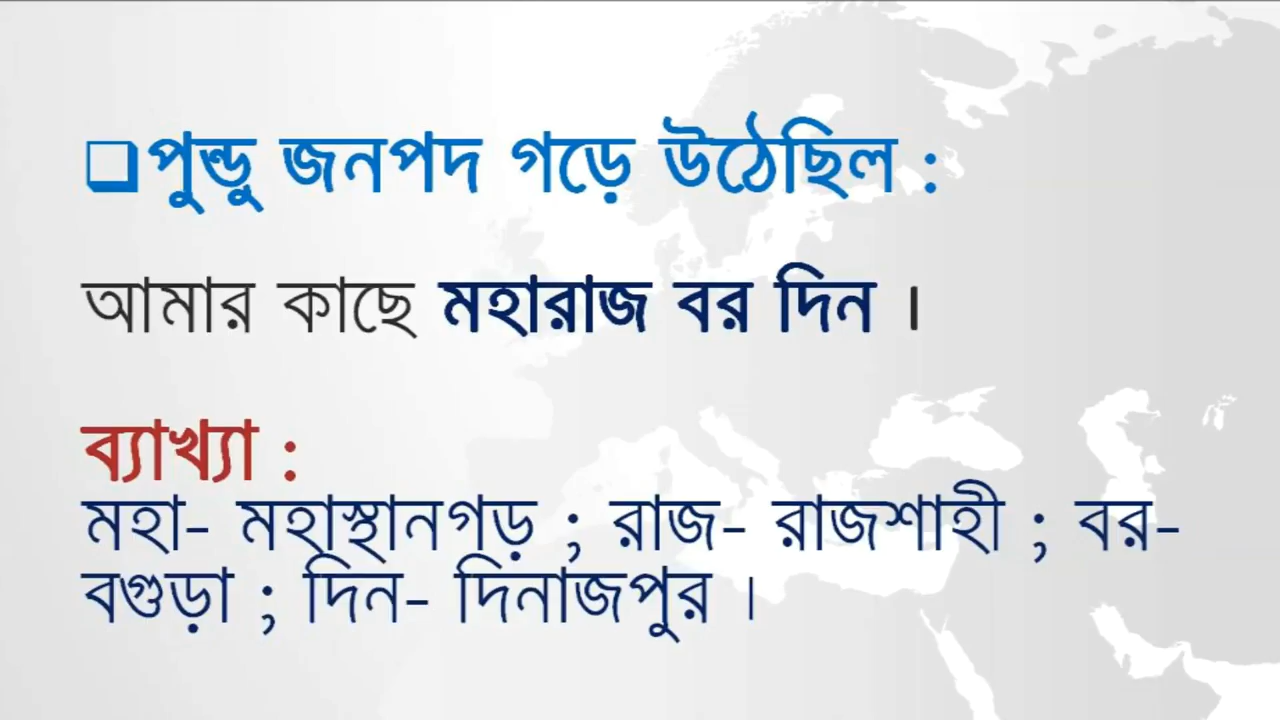 ❑পুন্ডু জনপদ গড়ে উঠেছিল :
আমার কাছে মহারাজ বর দিন ।
ব্যাখ্যা :
মহা- মহাস্থানগড় ; রাজ- রাজশাহী ; বর-
বগুড়া ; দিন- দিনাজপুর ।